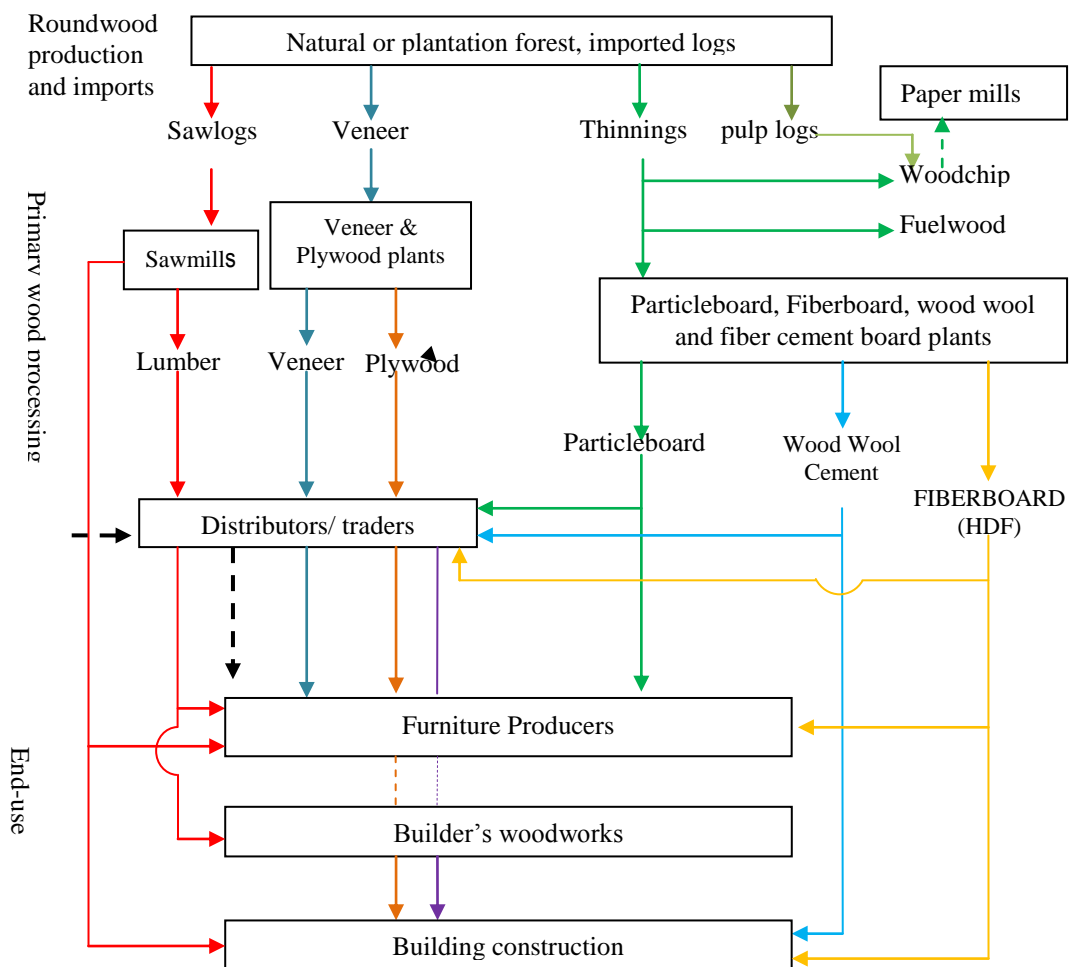 Roundwood
production
and imports
Natural or plantation forest, imported logs
Paper mills
Sawlogs
Veneer
Thinnings
pulp logs
Woodchip
Fuelwood
Primary wood processing
Sawmills
Veneer &
Plywood plants
Particleboard, Fiberboard, wood wool
and fiber cement board plants
Lumber
Veneer
Plywood
Particleboard
Wood Wool
Cement
FIBERBOARD
(HDF)
Distributors/ traders
Furniture Producers
End-use
Builder’s woodworks
Building construction